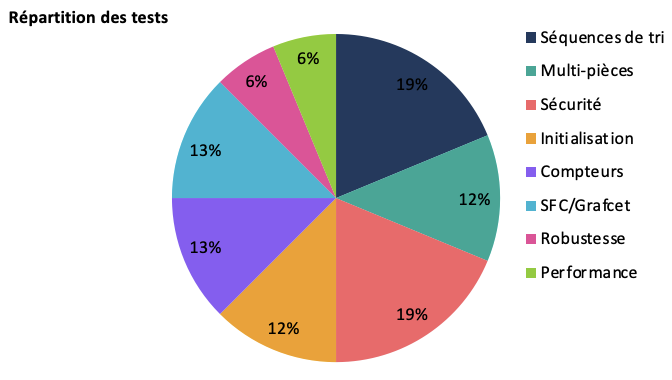 Répartition des tests
19%
12%
19%
12%
13%
13%
6%
6%
Séquences de tri
Multi-pièces
Sécurité
Initialisation
Compteurs
SFC/Grafcet
Robustesse
Performance